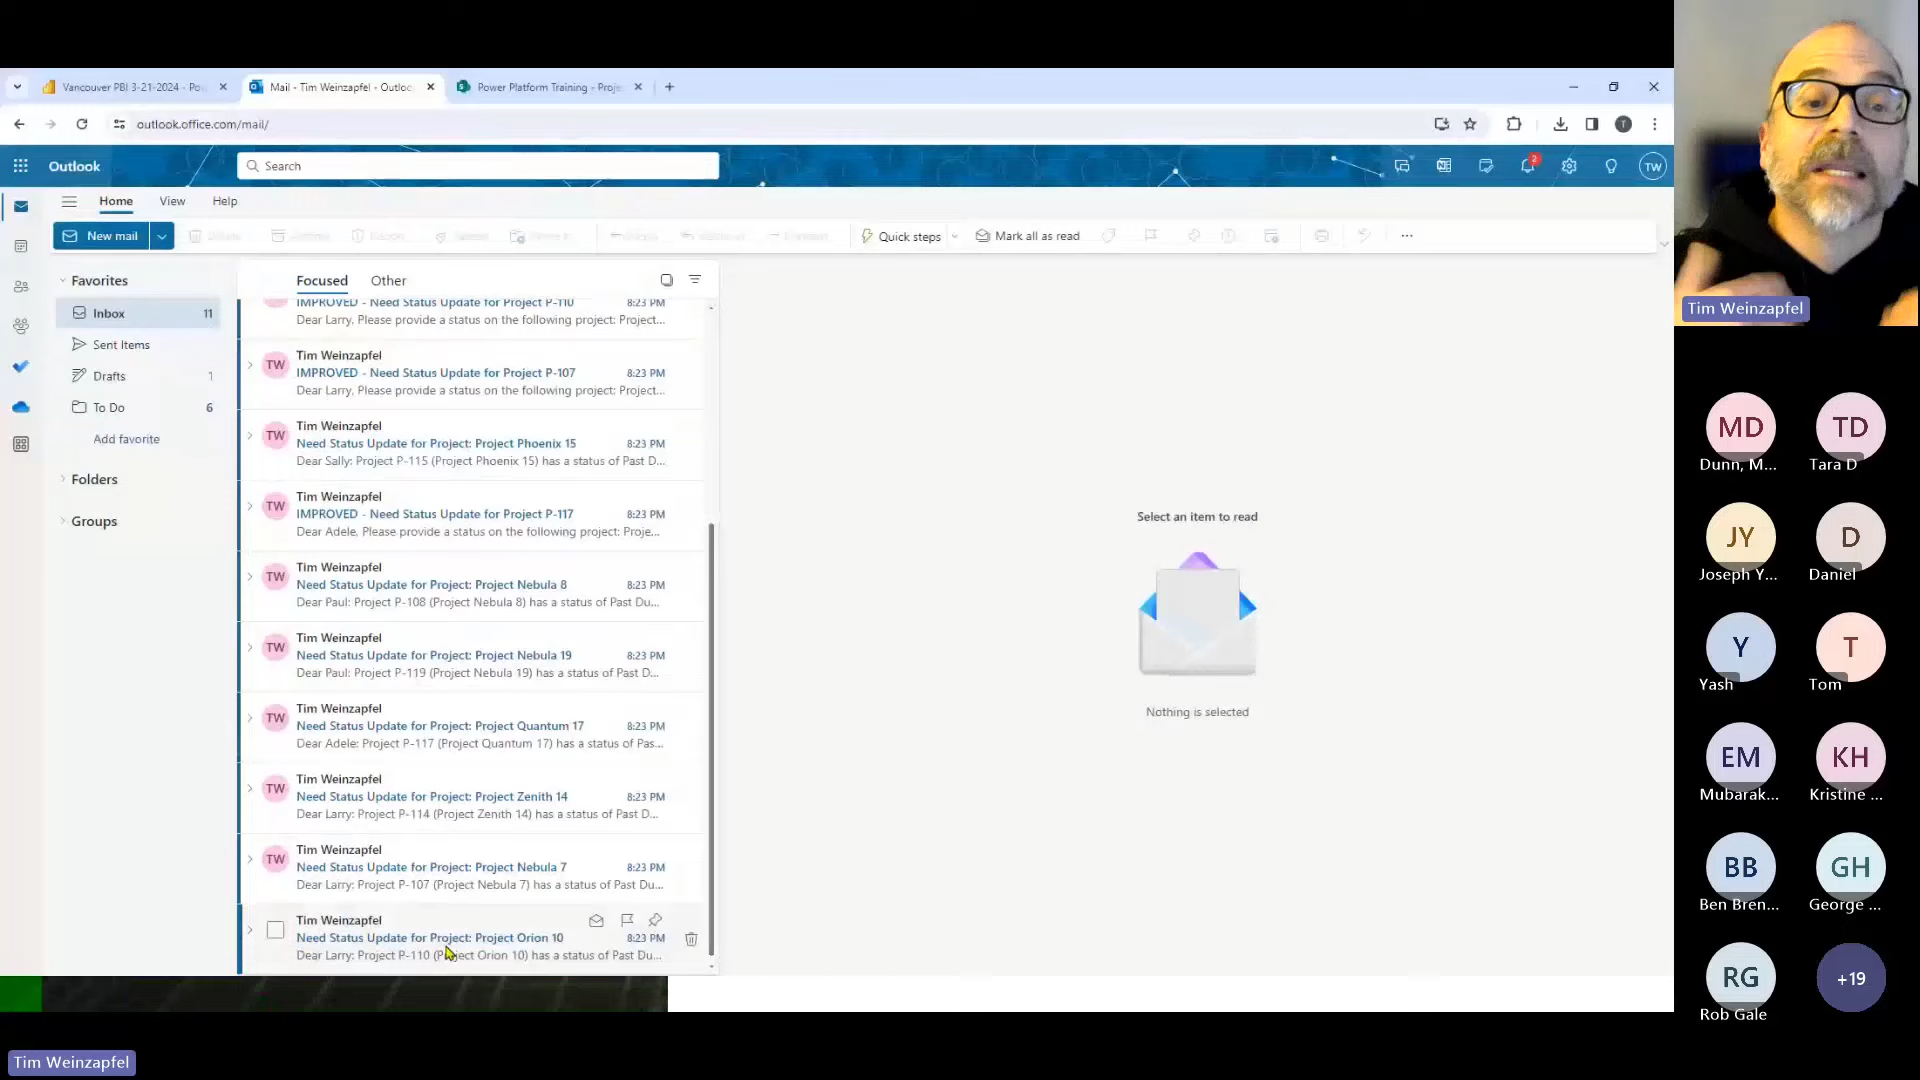 Vancouver PBI 3-21-2024 - Po
Mail - Tim Weinzapfel - Outloo
Power Platform Training - Proje
outlook.office.com/mail/
T
Outlook
Search
2
TW
Home
View
Help
New mail
Quick steps
Mark all as read
Favorites
Inbox 11
Sent Items
Drafts 1
To Do 6
Add favorite
Folders
Groups
Focused
Other
IMPROVED - Need Status Update for Project P-110 8:23 PM
Dear Larry, Please provide a status on the following project: Project...
TW
Tim Weinzapfel
IMPROVED - Need Status Update for Project P-107 8:23 PM
Dear Larry, Please provide a status on the following project: Project...
TW
Tim Weinzapfel
Need Status Update for Project: Project Phoenix 15 8:23 PM
Dear Sally: Project P-115 (Project Phoenix 15) has a status of Past D...
TW
Tim Weinzapfel
IMPROVED - Need Status Update for Project P-117 8:23 PM
Dear Adele, Please provide a status on the following project: Proje...
TW
Tim Weinzapfel
Need Status Update for Project: Project Nebula 8 8:23 PM
Dear Paul: Project P-108 (Project Nebula 8) has a status of Past Du...
TW
Tim Weinzapfel
Need Status Update for Project: Project Nebula 19 8:23 PM
Dear Paul: Project P-119 (Project Nebula 19) has a status of Past D...
TW
Tim Weinzapfel
Need Status Update for Project: Project Quantum 17 8:23 PM
Dear Adele: Project P-117 (Project Quantum 17) has a status of Pas...
TW
Tim Weinzapfel
Need Status Update for Project: Project Zenith 14 8:23 PM
Dear Larry: Project P-114 (Project Zenith 14) has a status of Past D...
TW
Tim Weinzapfel
Need Status Update for Project: Project Nebula 7 8:23 PM
Dear Larry: Project P-107 (Project Nebula 7) has a status of Past Du...
Tim Weinzapfel
Need Status Update for Project: Project Orion 10 8:23 PM
Dear Larry: Project P-110 (Project Orion 10) has a status of Past Du...
Select an item to read
Nothing is selected
Tim Weinzapfel
MD
Dunn, M...
TD
Tara D
JY
Joseph Y...
D
Daniel
Y
Yash
T
Tom
EM
Mubarak...
KH
Kristine ...
BB
Ben Bren...
GH
George ...
RG
Rob Gale
+19
Tim Weinzapfel